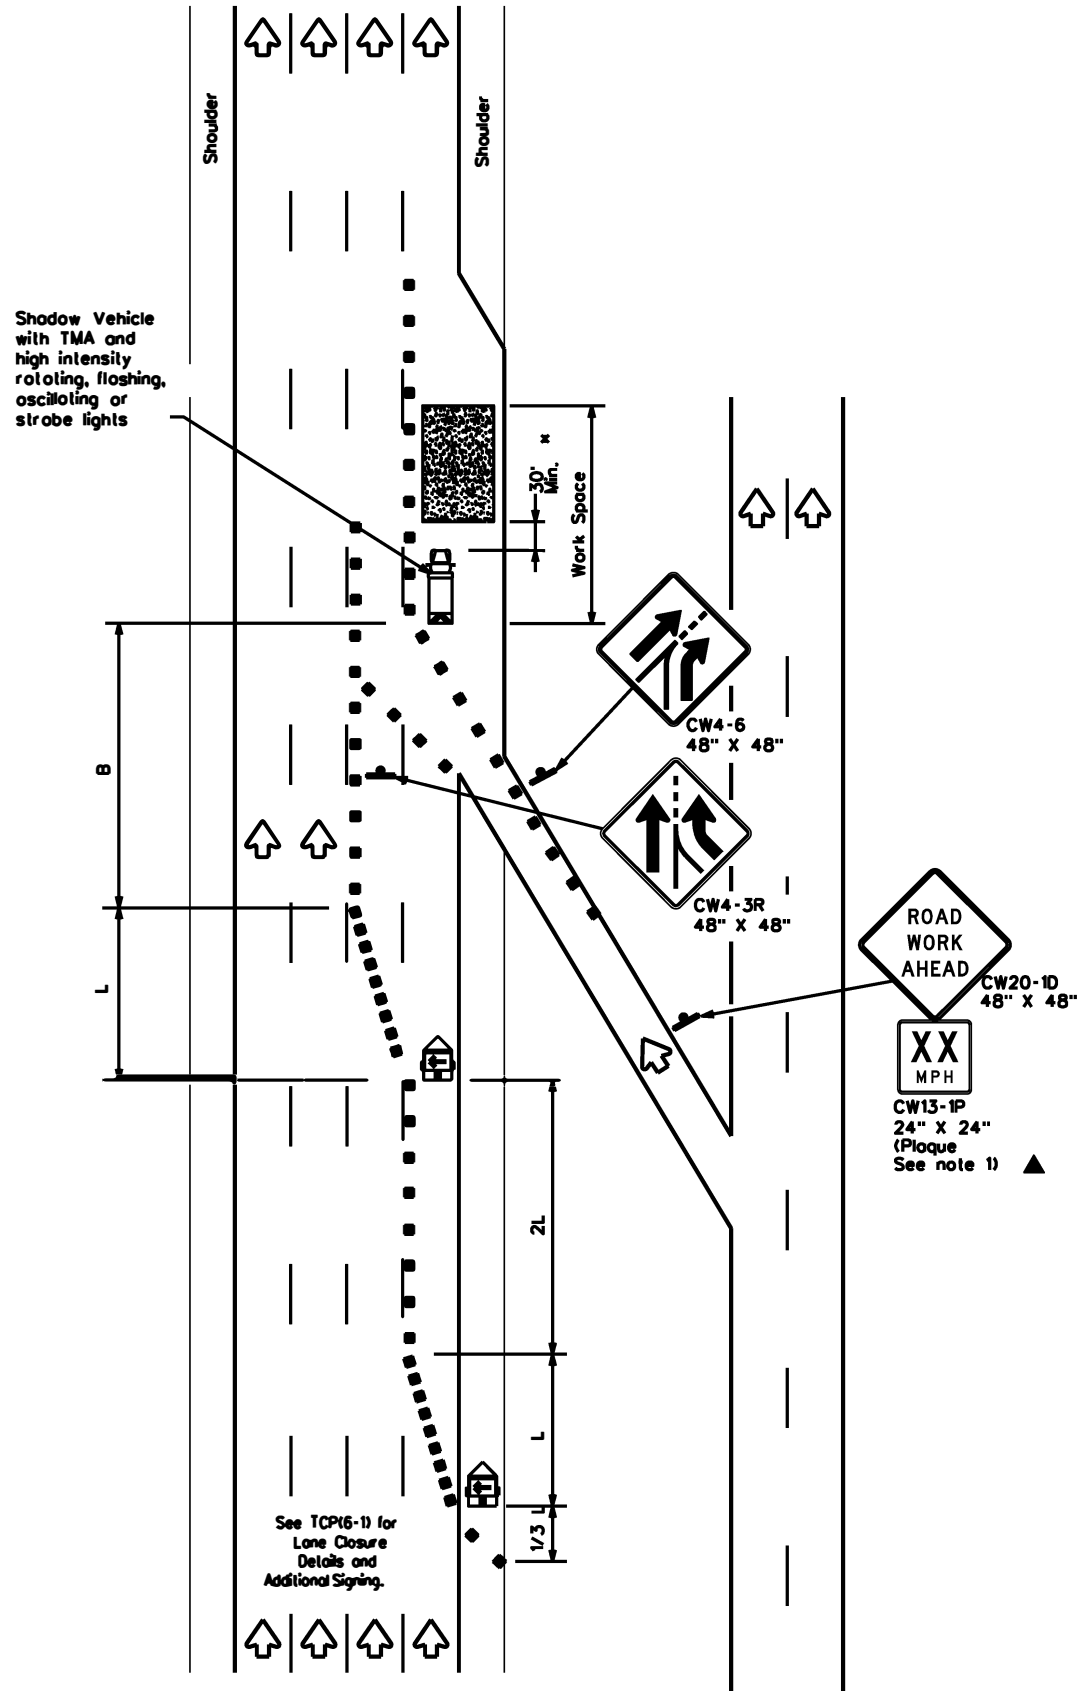 Shoulder
Shoulder
Shadow Vehicle
with TMA and
high intensity
rotating, flashing,
oscillating or
strobe lights
30'
Min.
x
Work Space
CW4-6
48" X 48"
B
CW4-3R
48" X 48"
ROAD
WORK
AHEAD
CW20-1D
48" X 48"
XX
MPH
CW13-1P
24" X 24"
(Plaque
See note 1)
L
2L
L
1/3 L
See TCP(6-1) for
Lane Closure
Details and
Additional Signing.